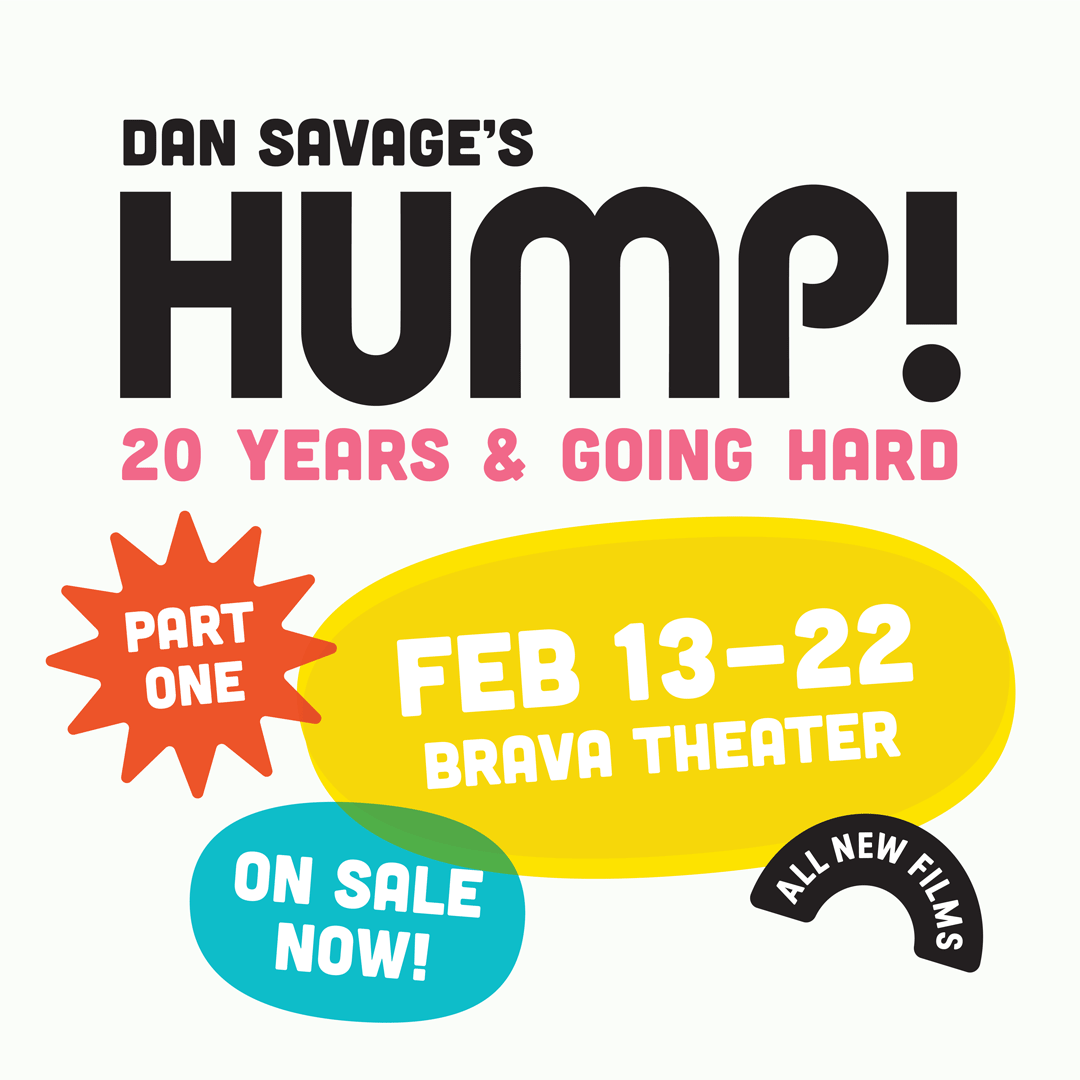 DAN SAVAGE'S
HUMP!
20 YEARS & GOING HARD
PART
ONE
FEB 13–22
BRAVA THEATER
ON SALE
NOW!
ALL NEW FILMS